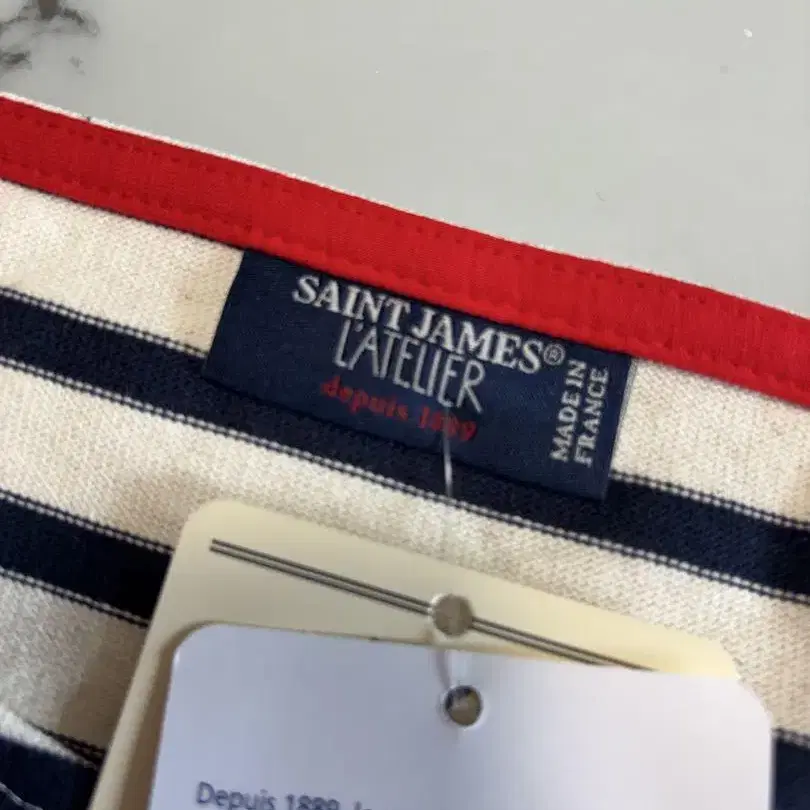 SAINT JAMES®
L'ATELIER
depuis 1889
MADE IN
FRANCE
Depuis 1889